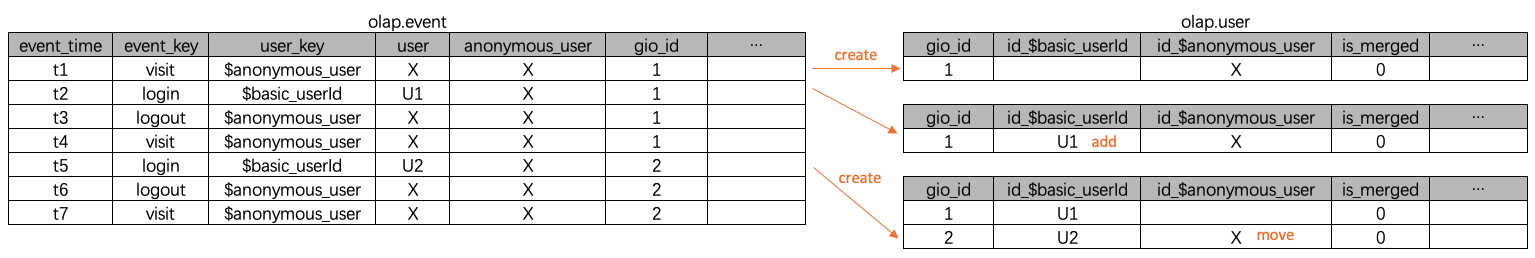 olap.event
event_time event_key user_key user anonymous_user gio_id ...
t1 visit $anonymous_user X X 1
t2 login $basic_userId U1 X 1
t3 logout $anonymous_user X X 1
t4 visit $anonymous_user X X 1
t5 login $basic_userId U2 X 2
t6 logout $anonymous_user X X 2
t7 visit $anonymous_user X X 2
create
create
olap.user
gio_id id_$basic_userId id_$anonymous_user is_merged ...
1 X 0
gio_id id_$basic_userId id_$anonymous_user is_merged ...
1 U1 add X 0
gio_id id_$basic_userId id_$anonymous_user is_merged ...
1 U1 0
2 U2 X move 0